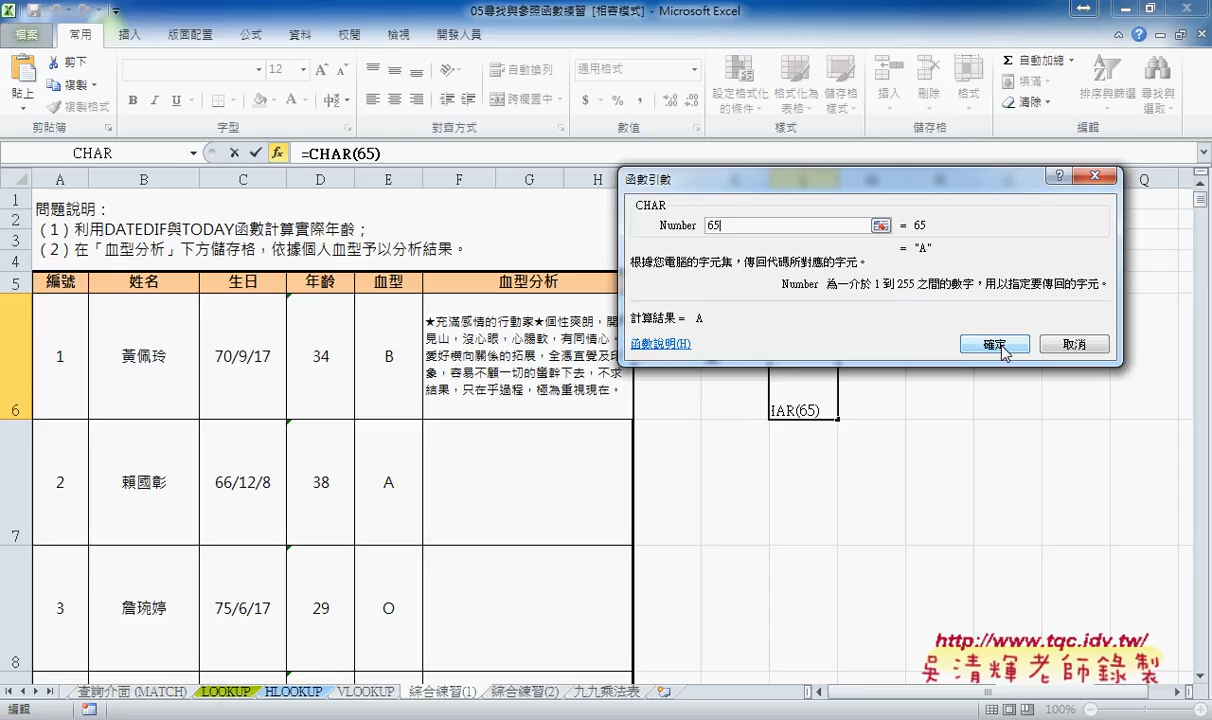 05尋找與參照函數練習 [相容模式] - Microsoft Excel
檔案 常用 插入 版面配置 公式 資料 校閱 檢視 開發人員
剪下 12 自動換列 通用格式 自動加總
貼上 複製 跨欄置中 設定格式化的條件 格式化為表格 儲存格樣式 插入 刪除 格式 填滿 排序與篩選 尋找與選取
複製格式 清除
剪貼簿 字型 對齊方式 數值 樣式 儲存格 編輯
CHAR =CHAR(65)
A B C D E F G H Q
1 2 3 4 5 6 7 8
問題說明：
（1）利用DATEDIF與TODAY函數計算實際年齡；
（2）在「血型分析」下方儲存格，依據個人血型予以分析結果。
編號 姓名 生日 年齡 血型 血型分析
1 黃佩玲 70/9/17 34 B
★充滿感情的行動家★個性爽朗，開
見山，沒心眼，心腸軟，有同情心。
愛好橫向關係的拓展，全憑直覺及印
象，容易不顧一切的蠻幹下去，不求
結果，只在乎過程，極為重視現在。
2 賴國彰 66/12/8 38 A
3 詹琬婷 75/6/17 29 O
函數引數
CHAR
Number 65 = 65
= "A"
根據您電腦的字元集，傳回代碼所對應的字元。
Number 為一介於 1 到 255 之間的數字，用以指定要傳回的字元。
計算結果 = A
函數說明(H) 確定 取消
IAR(65)
http://www.tqc.idv.tw/
吳清輝老師錄製
查詢介面 (MATCH) LOOKUP HLOOKUP VLOOKUP 綜合練習(1) 綜合練習(2) 九九乘法表
編輯 100%